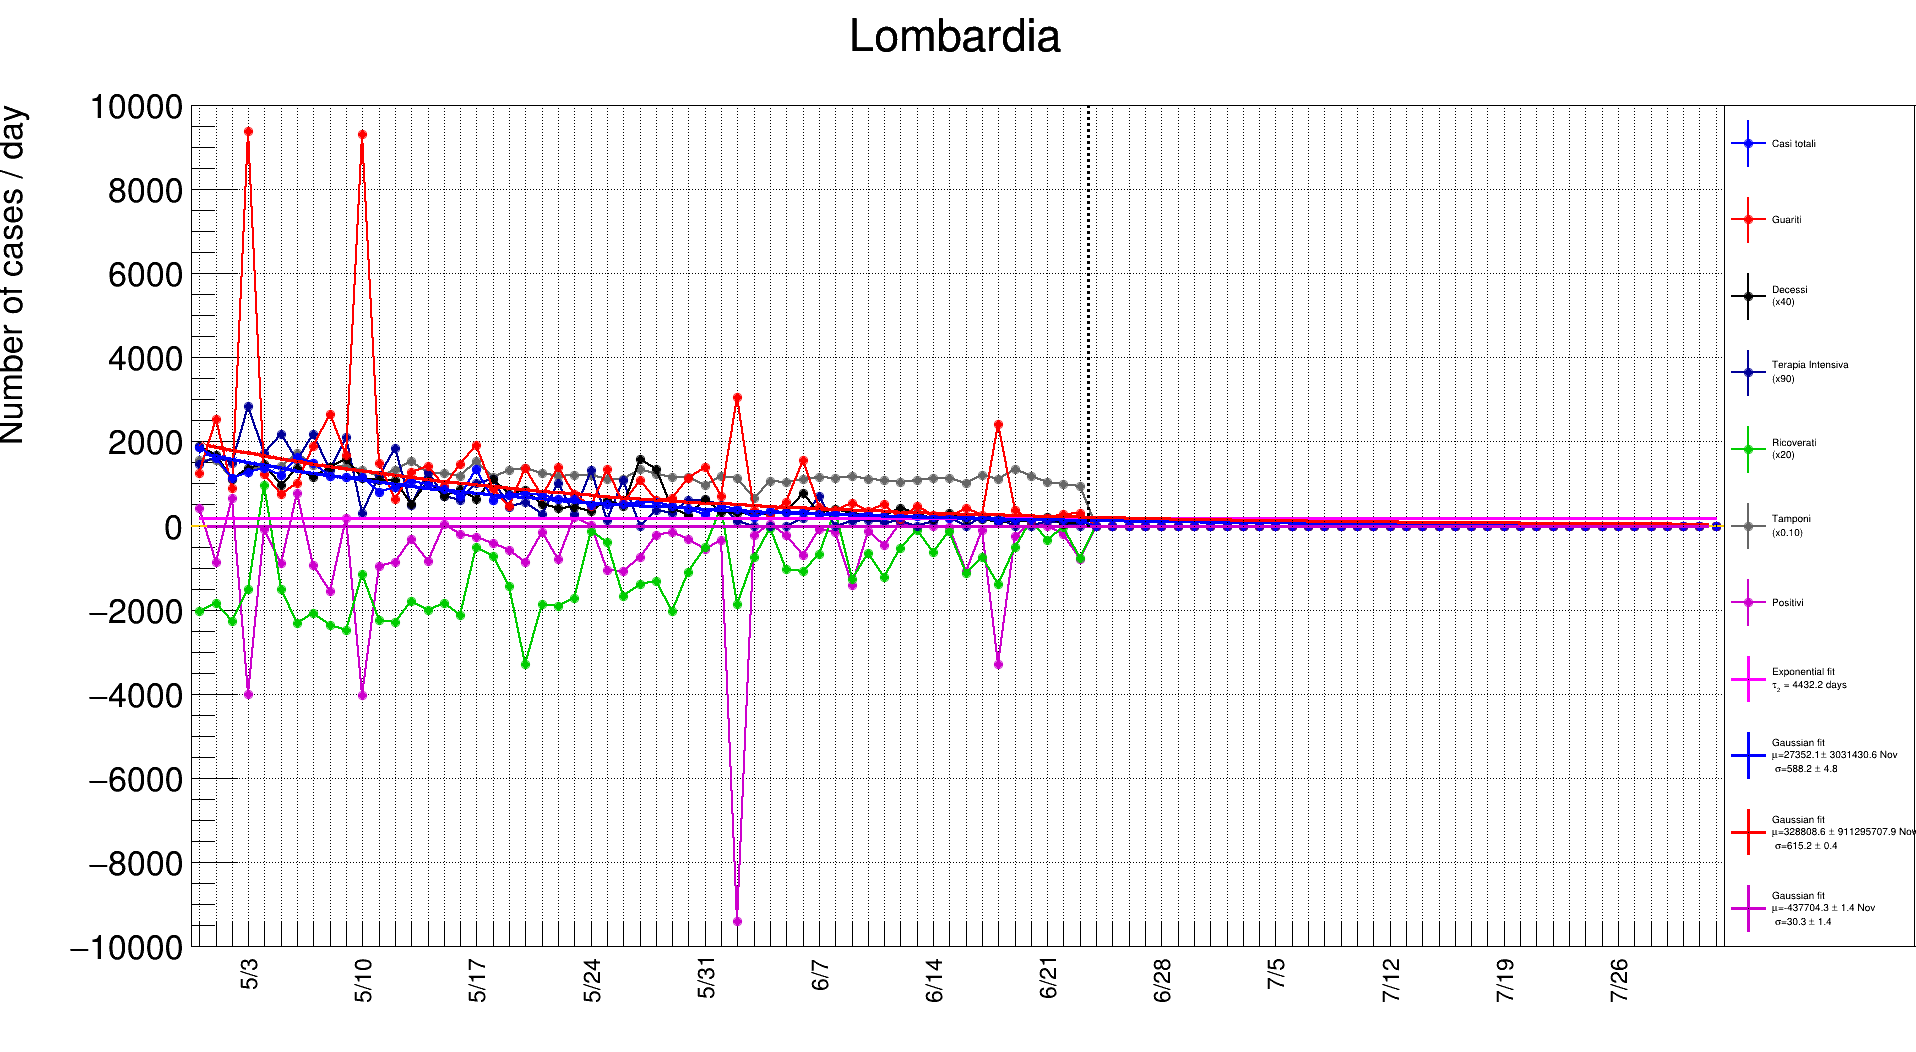 Lombardia
Number of cases / day
10000
8000
6000
4000
2000
0
−2000
−4000
−6000
−8000
−10000
5/3
5/10
5/17
5/24
5/31
6/7
6/14
6/21
6/28
7/5
7/12
7/19
7/26
Casi totali
Guariti
Decessi
(x40)
Terapia Intensiva
(x90)
Ricoverati
(x20)
Tamponi
(x0.10)
Positivi
Exponential fit
τ₂ = 4432.2 days
Gaussian fit
μ=27352.1± 3031430.6 Nov
σ=588.2 ± 4.8
Gaussian fit
μ=328808.6 ± 911295707.9 Nov
σ=615.2 ± 0.4
Gaussian fit
μ=-437704.3 ± 1.4 Nov
σ=30.3 ± 1.4